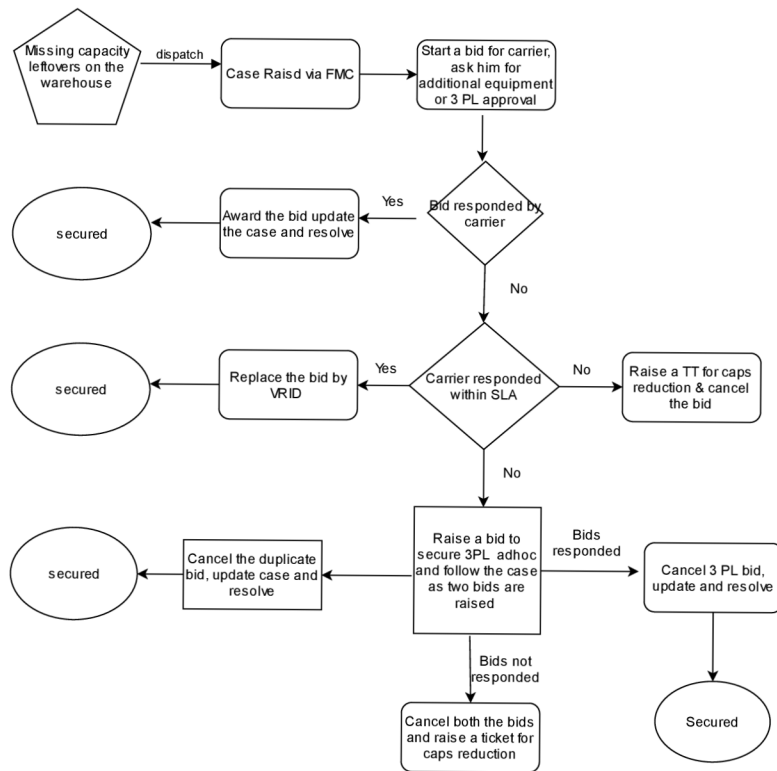 Missing capacity
leftovers on the
warehouse
dispatch
Case Raisd via FMC
Start a bid for carrier,
ask him for
additional equipment
or 3 PL approval
Bid responded by
carrier
Yes
Award the bid update
the case and resolve
secured
No
Carrier responded
within SLA
Yes
Replace the bid by
VRID
secured
No
Raise a TT for caps
reduction & cancel
the bid
No
Raise a bid to
secure 3PL adhoc
and follow the case
as two bids are
raised
Cancel the duplicate
bid, update case and
resolve
secured
Bids
responded
Cancel 3 PL bid,
update and resolve
Secured
Bids not
responded
Cancel both the bids
and raise a ticket for
caps reduction